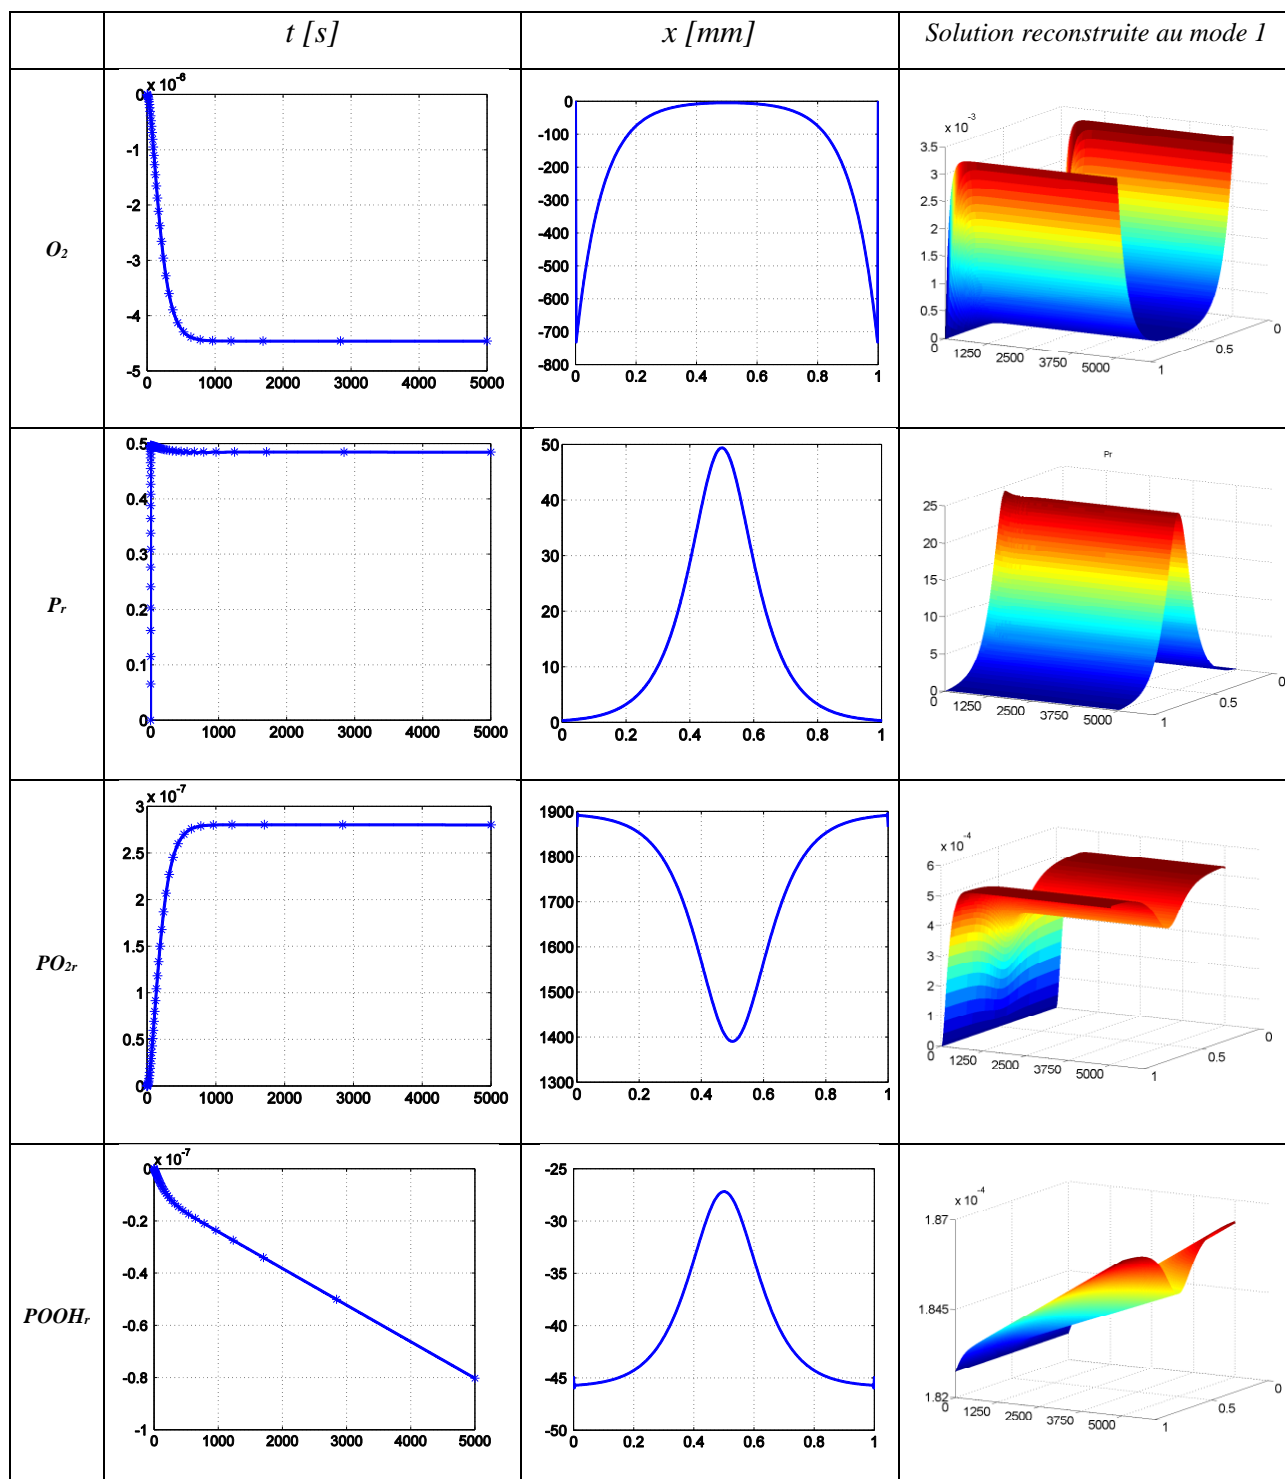 t [s] x [mm] Solution reconstruite au mode 1
O2
x 10^-6
0
-1
-2
-3
-4
-5
0 1000 2000 3000 4000 5000
0
-100
-200
-300
-400
-500
-600
-700
-800
0 0.2 0.4 0.6 0.8 1
x 10^-3
3.5
3
2.5
2
1.5
1
0.5
0
0 1250 2500 3750 5000
1 0.5 0
Pr
0.5
0.5
0.4
0.3
0.2
0.1
0
0 1000 2000 3000 4000 5000
50
40
30
20
10
0
0 0.2 0.4 0.6 0.8 1
Pr
25
20
15
10
5
0
0 1250 2500 3750 5000
1 0.5 0
PO2r
x 10^-7
3
2.5
2
1
0.5
0
0 1000 2000 3000 4000 5000
1900
1800
1700
1600
1500
1400
1300
0 0.2 0.4 0.6 0.8 1
x 10^-4
6
5
4
3
2
1
0
0 1250 2500 3750 5000
1 0.5 0
POOHr
x 10^-7
0
-0.2
-0.4
-0.6
-0.8
-1
0 1000 2000 3000 4000 5000
-25
-30
-35
-40
-45
-50
0 0.2 0.4 0.6 0.8 1
x 10^-4
1.87
1.845
1.82
0 1250 2500 3750 5000
1 0.5 0